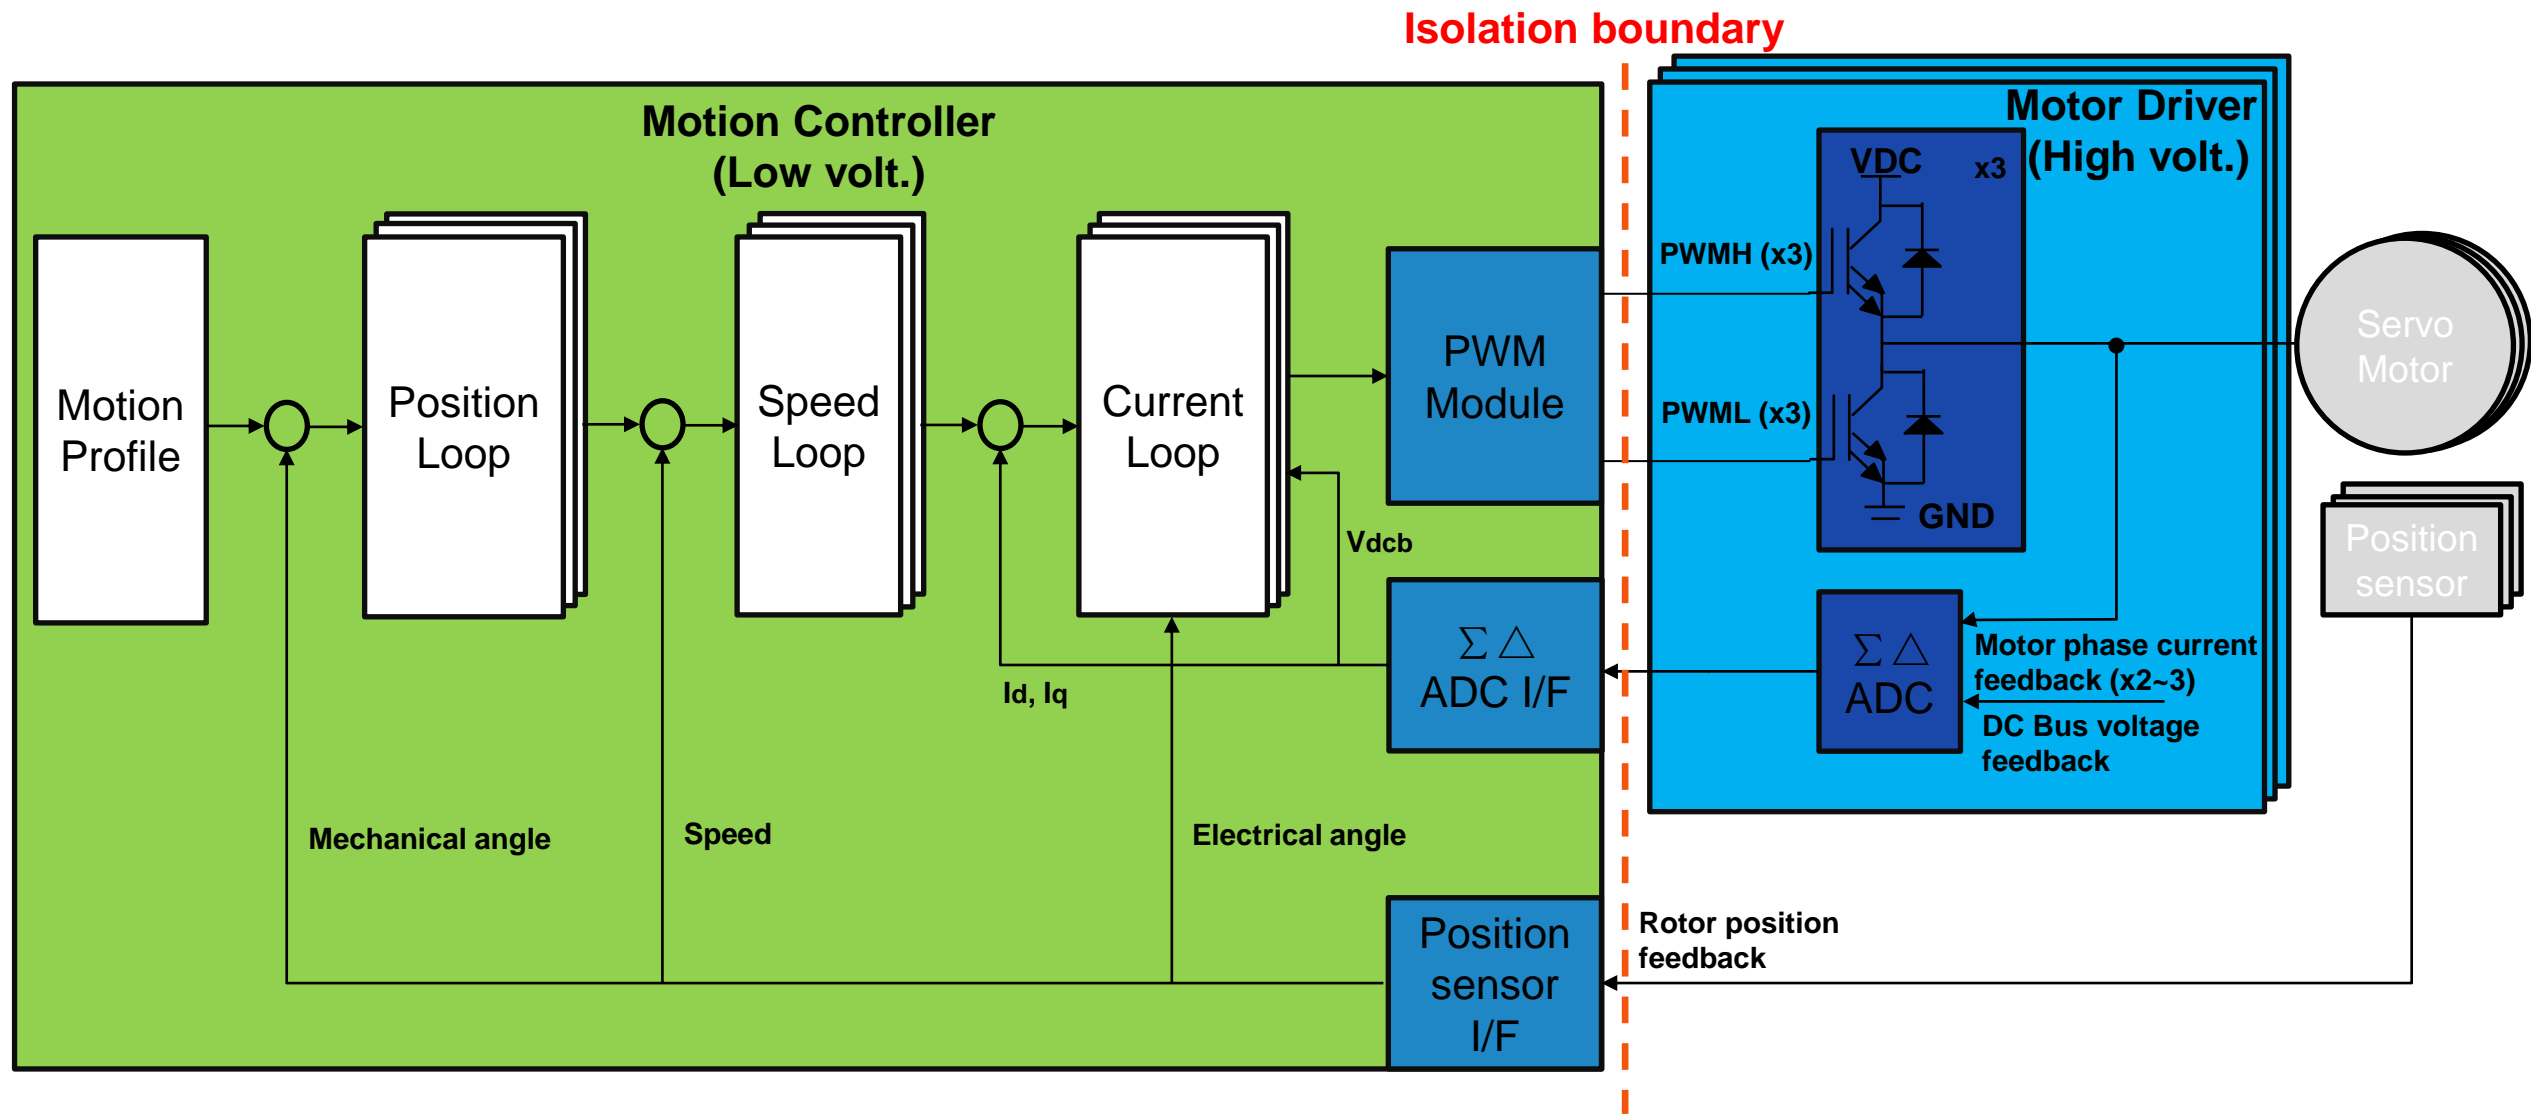 Isolation boundary
Motion Controller
(Low volt.)
Motor Driver
(High volt.)
Motion
Profile
Position
Loop
Speed
Loop
Current
Loop
PWM
Module
PWMH (x3)
PWML (x3)
VDC
x3
GND
Servo
Motor
Position
sensor
Vdcb
Id, Iq
Σ △
ADC I/F
Σ △
ADC
Motor phase current
feedback (x2~3)
DC Bus voltage
feedback
Mechanical angle
Speed
Electrical angle
Position
sensor
I/F
Rotor position
feedback